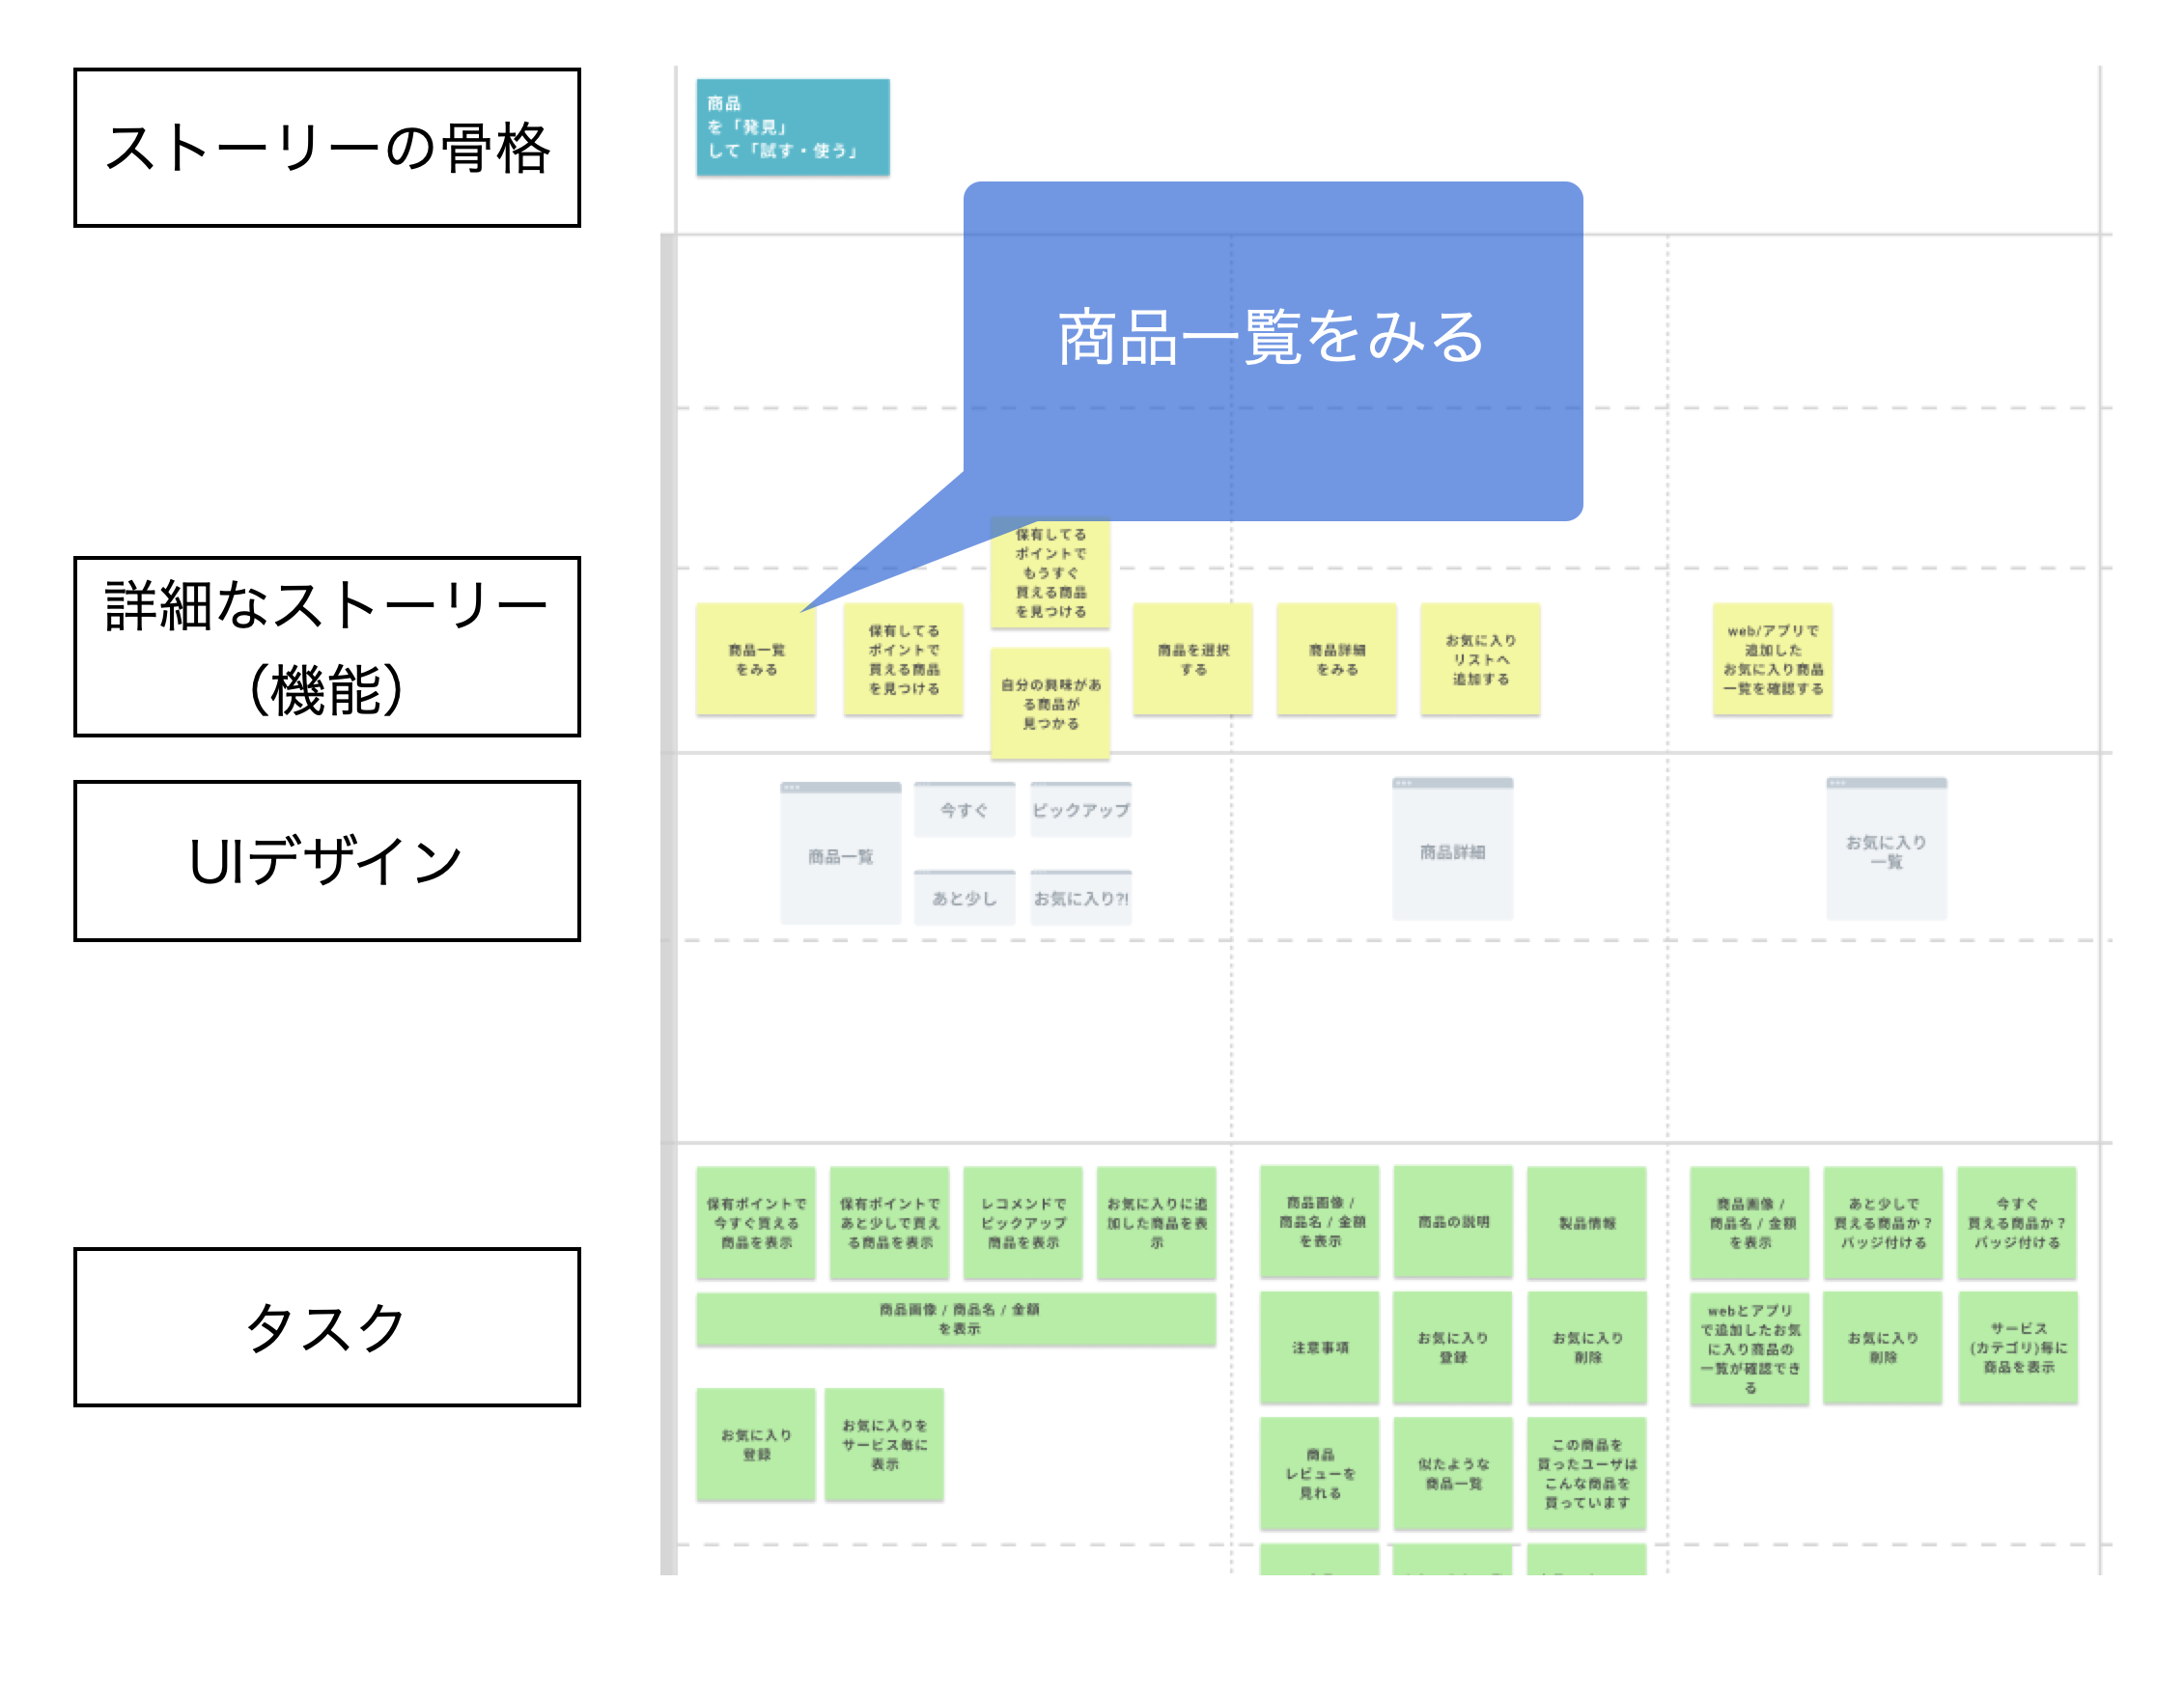 ストーリーの骨格
商品
を「発見」
して「試す・使う」
商品一覧をみる
詳細なストーリー
（機能）
商品一覧
をみる
保有してる
ポイントで
買える商品
を見つける
保有してる
ポイントで
もうすぐ
買える商品
を見つける
自分の興味があ
る商品が
見つかる
商品を選択
する
商品詳細
をみる
お気に入り
リストへ
追加する
web/アプリで
追加した
お気に入り商品
一覧を確認する
UIデザイン
商品一覧
今すぐ
ピックアップ
あと少し
お気に入り?!
商品詳細
お気に入り
一覧
タスク
保有ポイントで
今すぐ買える
商品を表示
保有ポイントで
あと少しで買え
る商品を表示
レコメンドで
ピックアップ
商品を表示
お気に入りに追
加した商品を表
示
商品画像 / 商品名 / 金額
を表示
お気に入り
登録
お気に入りを
サービス毎に
表示
商品画像 /
商品名 / 金額
を表示
商品の説明
製品情報
注意事項
お気に入り
登録
お気に入り
削除
商品
レビューを
見れる
似たような
商品一覧
この商品を
買ったユーザは
こんな商品を
買っています
商品画像 /
商品名 / 金額
を表示
あと少しで
買える商品か？
バッジ付ける
今すぐ
買える商品か？
バッジ付ける
webとアプリ
で追加したお気
に入り商品の
一覧が確認でき
る
お気に入り
削除
サービス
(カテゴリ)毎に
商品を表示